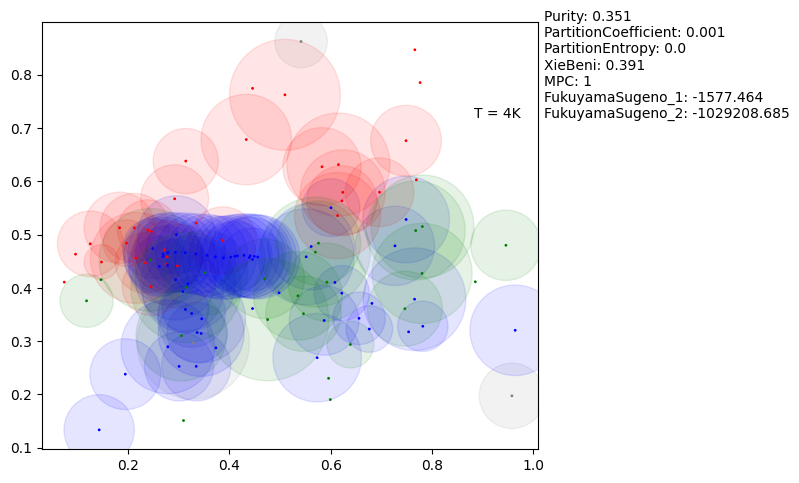 Purity: 0.351
PartitionCoefficient: 0.001
PartitionEntropy: 0.0
XieBeni: 0.391
MPC: 1
FukuyamaSugeno_1: -1577.464
FukuyamaSugeno_2: -1029208.685
T = 4K
0.8
0.7
0.6
0.5
0.4
0.3
0.2
0.1
0.2 0.4 0.6 0.8 1.0